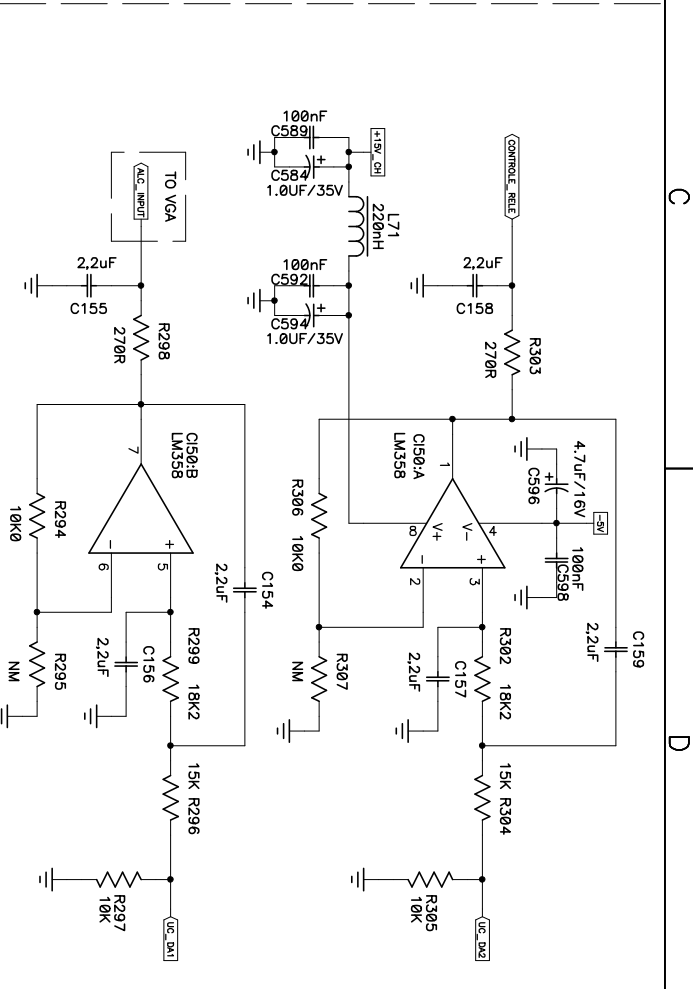 C
D
CONTROLE_RELE
2,2uF
C158
R303
270R
4.7uF/16V
C596
-5V
100nF
C598
C159
2,2uF
CI50:A
LM358
1
V+
V-
8
4
+
-
3
2
R306
10K0
R307
NM
R302
18K2
C157
2,2uF
15K R304
R305
10K
UC_DA2
+15V_CH
100nF
C589
+
C584
1.0UF/35V
L71
220nH
100nF
C592
+
C594
1.0UF/35V
TO VGA
ALC_INPUT
2,2uF
C155
R298
270R
CI50:B
LM358
7
+
-
5
6
C154
2,2uF
R294
10K0
R295
NM
R299
18K2
C156
2,2uF
15K R296
R297
10K
UC_DA1